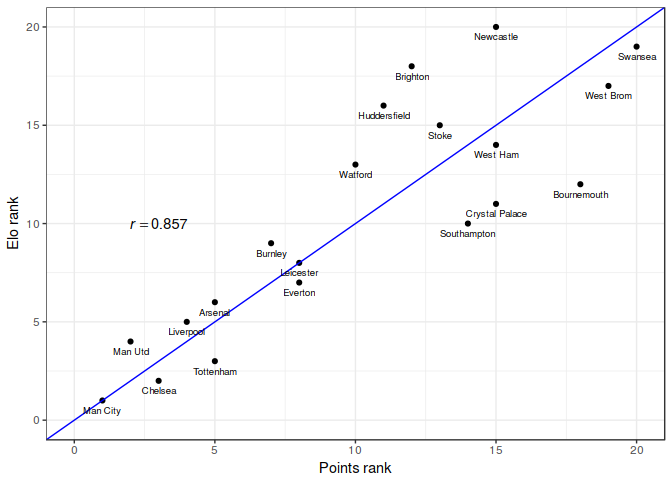 20
15
10
5
0
Elo rank
Newcastle
Swansea
Brighton
West Brom
Huddersfield
Stoke
West Ham
Watford
Bournemouth
Crystal Palace
r = 0.857
Southampton
Burnley
Leicester
Everton
Arsenal
Liverpool
Man Utd
Tottenham
Chelsea
Man City
0
5
10
15
20
Points rank